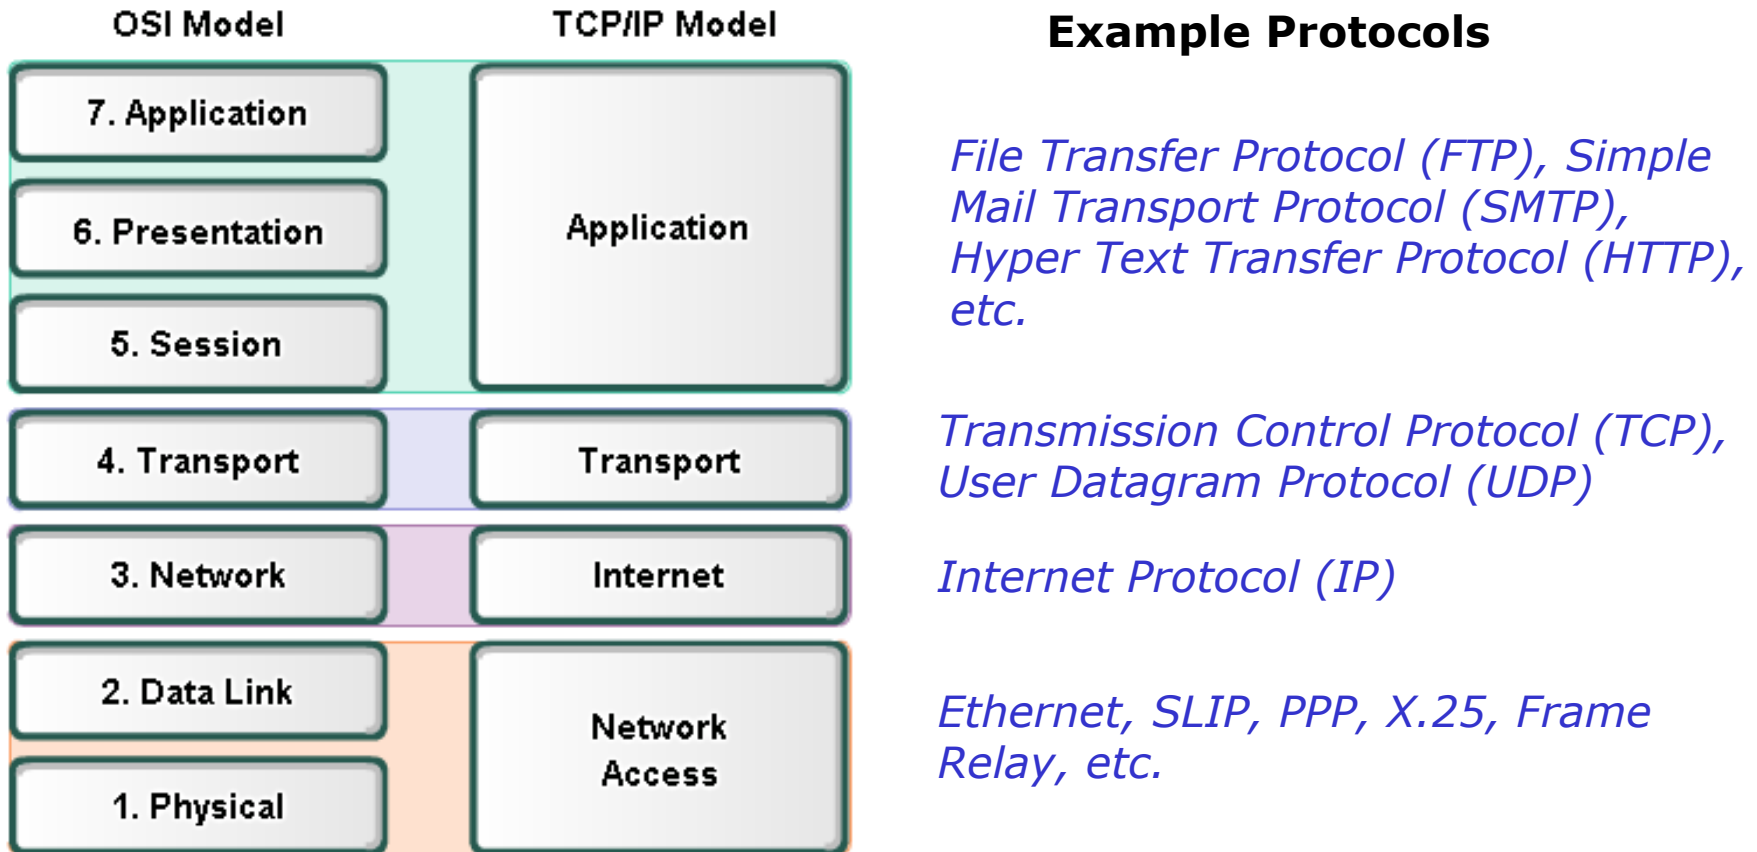 OSI Model
TCP/IP Model
Example Protocols
7. Application
6. Presentation
5. Session
Application
File Transfer Protocol (FTP), Simple
Mail Transport Protocol (SMTP),
Hyper Text Transfer Protocol (HTTP),
etc.
4. Transport
Transport
Transmission Control Protocol (TCP),
User Datagram Protocol (UDP)
3. Network
Internet
Internet Protocol (IP)
2. Data Link
1. Physical
Network
Access
Ethernet, SLIP, PPP, X.25, Frame
Relay, etc.